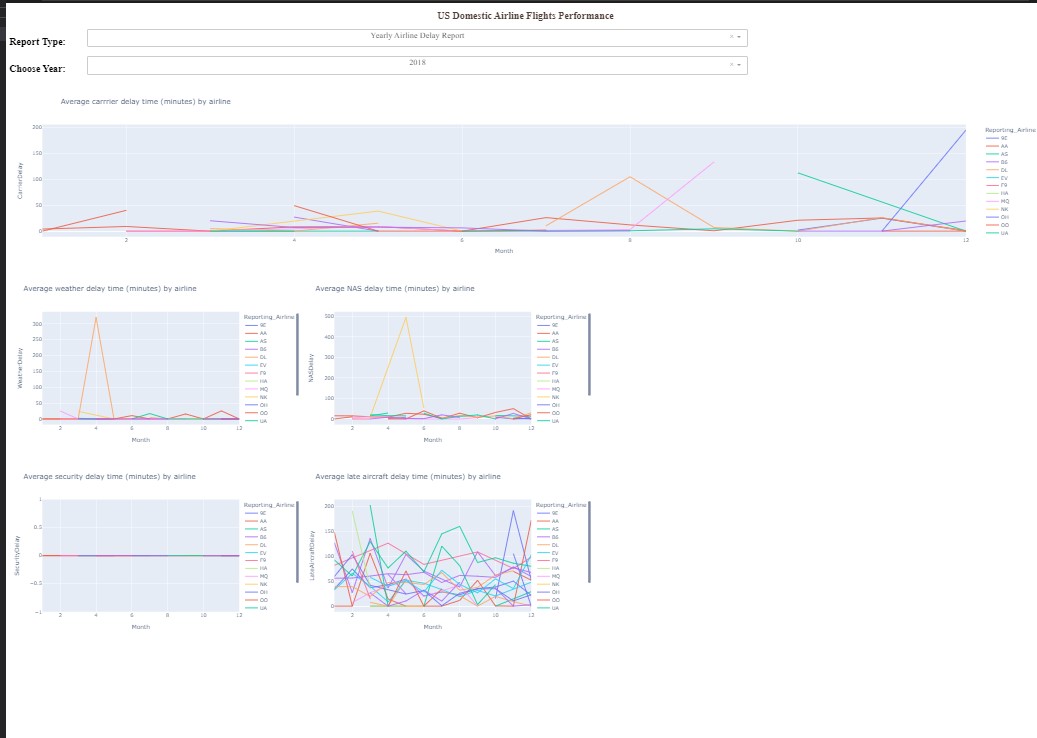 US Domestic Airline Flights Performance
Report Type:
Yearly Airline Delay Report
Choose Year:
2018
Average carrrier delay time (minutes) by airline
CarrierDelay
200
150
100
50
0
2 4 6 8 10 12
Month
Reporting_Airline
9E
AA
AS
B6
DL
EV
F9
HA
MQ
NK
OH
OO
UA
Average weather delay time (minutes) by airline
WeatherDelay
300
250
200
150
100
50
0
2 4 6 8 10 12
Month
Reporting_Airline
9E
AA
AS
B6
DL
EV
F9
HA
MQ
NK
OH
OO
UA
Average NAS delay time (minutes) by airline
NASDelay
500
400
300
200
100
0
2 4 6 8 10 12
Month
Reporting_Airline
9E
AA
AS
B6
DL
EV
F9
HA
MQ
NK
OH
OO
UA
Average security delay time (minutes) by airline
SecurityDelay
1
0.5
0
−0.5
−1
2 4 6 8 10 12
Month
Reporting_Airline
9E
AA
AS
B6
DL
EV
F9
HA
MQ
NK
OH
OO
UA
Average late aircraft delay time (minutes) by airline
LateAircraftDelay
200
150
100
50
0
2 4 6 8 10 12
Month
Reporting_Airline
9E
AA
AS
B6
DL
EV
F9
HA
MQ
NK
OH
OO
UA